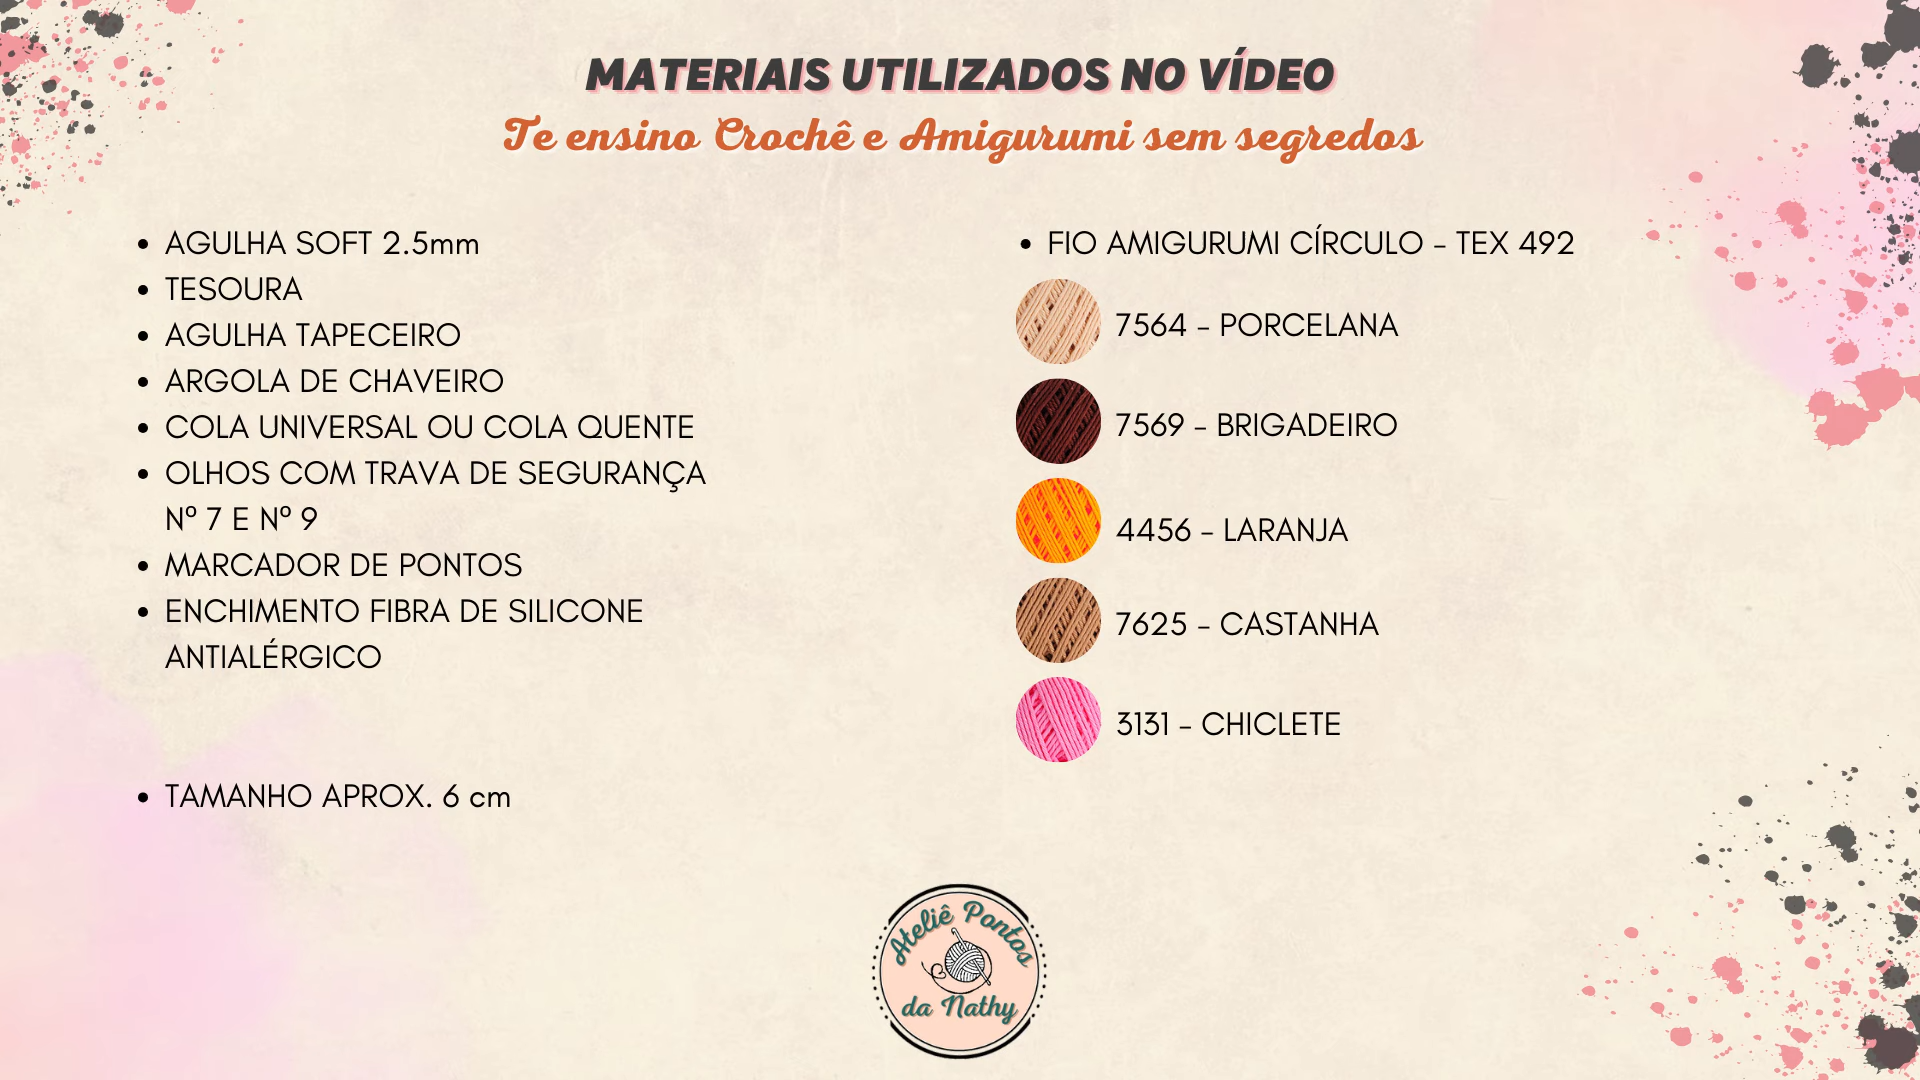 MATERIAIS UTILIZADOS NO VÍDEO
Te ensino Crochê e Amigurumi sem segredos
• AGULHA SOFT 2.5mm
• TESOURA
• AGULHA TAPECEIRO
• ARGOLA DE CHAVEIRO
• COLA UNIVERSAL OU COLA QUENTE
• OLHOS COM TRAVA DE SEGURANÇA
Nº 7 E Nº 9
• MARCADOR DE PONTOS
• ENCHIMENTO FIBRA DE SILICONE
ANTIALÉRGICO
• TAMANHO APROX. 6 cm
• FIO AMIGURUMI CÍRCULO - TEX 492
7564 - PORCELANA
7569 - BRIGADEIRO
4456 - LARANJA
7625 - CASTANHA
3131 - CHICLETE
Ateliê Pontos
da Nathy